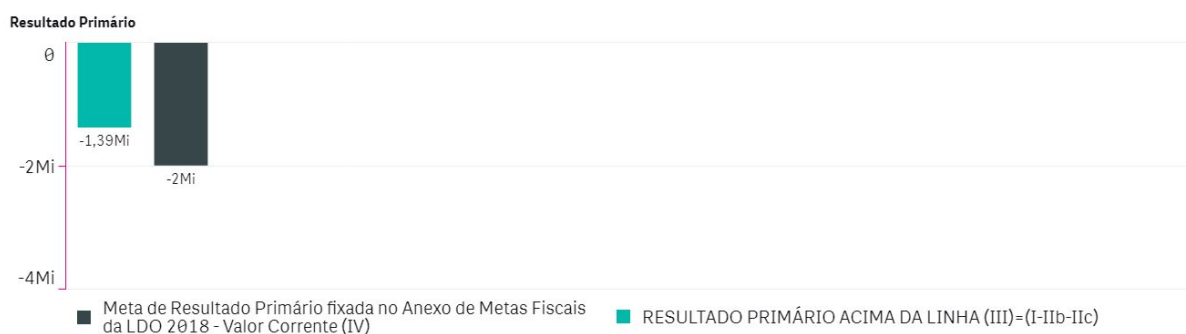 Resultado Primário
0
-1,39Mi
-2Mi
-2Mi
-4Mi
Meta de Resultado Primário fixada no Anexo de Metas Fiscais
da LDO 2018 - Valor Corrente (IV)
RESULTADO PRIMÁRIO ACIMA DA LINHA (III)=(I-IIb-IIc)